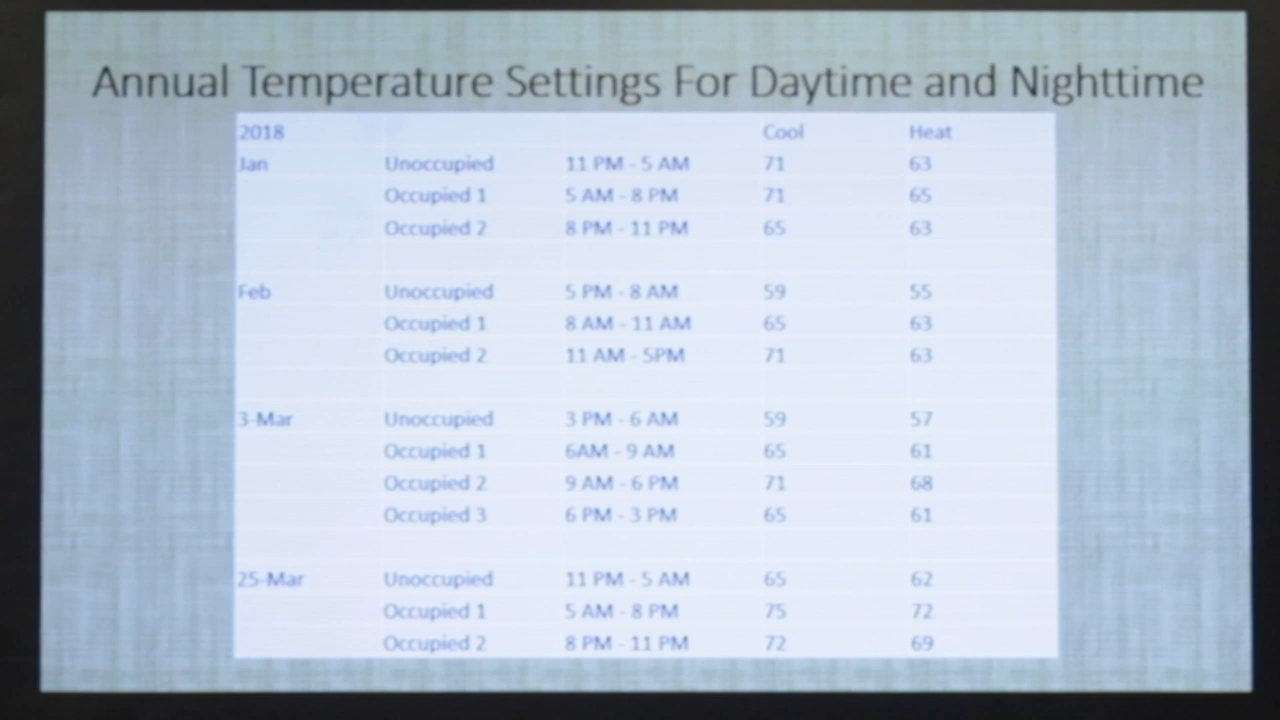 Annual Temperature Settings For Daytime and Nighttime
2018 Cool Heat
Jan Unoccupied 11 PM - 5 AM 71 63
Occupied 1 5 AM - 8 PM 71 65
Occupied 2 8 PM - 11 PM 65 63
Feb Unoccupied 5 PM - 8 AM 59 55
Occupied 1 8 AM - 11 AM 65 63
Occupied 2 11 AM - 5PM 71 63
3-Mar Unoccupied 3 PM - 6 AM 59 57
Occupied 1 6AM - 9 AM 65 61
Occupied 2 9 AM - 6 PM 71 68
Occupied 3 6 PM - 3 PM 65 61
25-Mar Unoccupied 11 PM - 5 AM 65 62
Occupied 1 5 AM - 8 PM 75 72
Occupied 2 8 PM - 11 PM 72 69